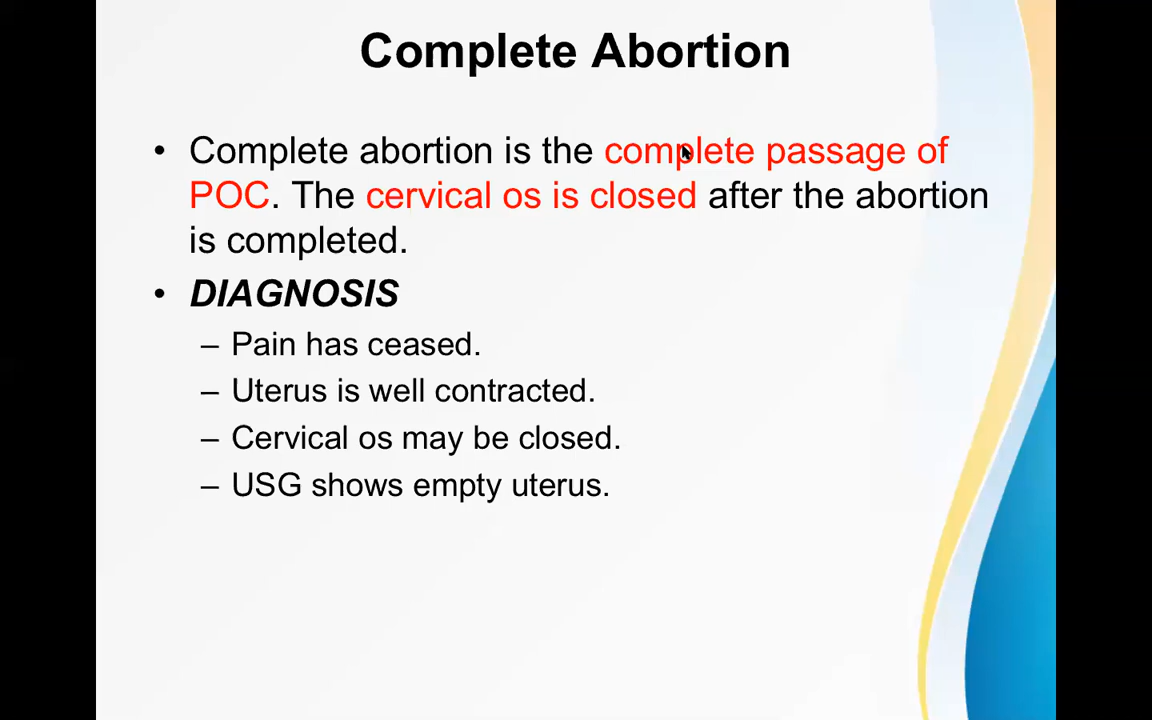 Complete Abortion
• Complete abortion is the complete passage of
POC. The cervical os is closed after the abortion
is completed.
• DIAGNOSIS
– Pain has ceased.
– Uterus is well contracted.
– Cervical os may be closed.
– USG shows empty uterus.